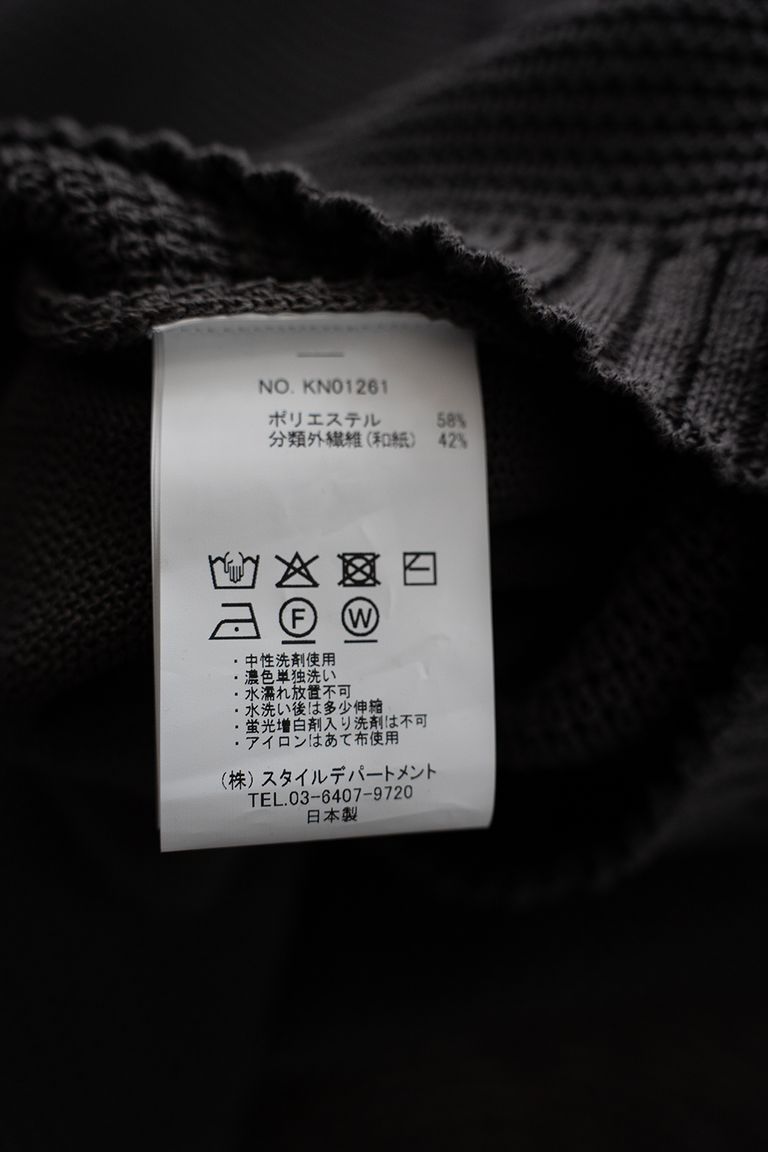 NO. KN01261
ポリエステル 58%
分類外繊維(和紙) 42%
F W
・中性洗剤使用
・濃色単独洗い
・水濡れ放置不可
・水洗い後は多少伸縮
・蛍光増白剤入り洗剤は不可
・アイロンはあて布使用
(株)スタイルデパートメント
TEL.03-6407-9720
日本製